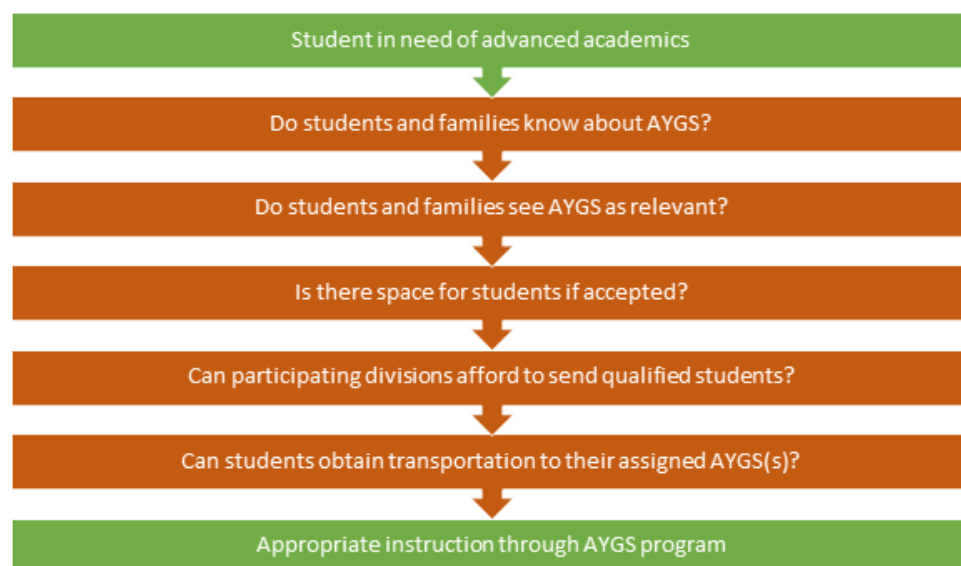 Student in need of advanced academics
Do students and families know about AYGS?
Do students and families see AYGS as relevant?
Is there space for students if accepted?
Can participating divisions afford to send qualified students?
Can students obtain transportation to their assigned AYGS(s)?
Appropriate instruction through AYGS program